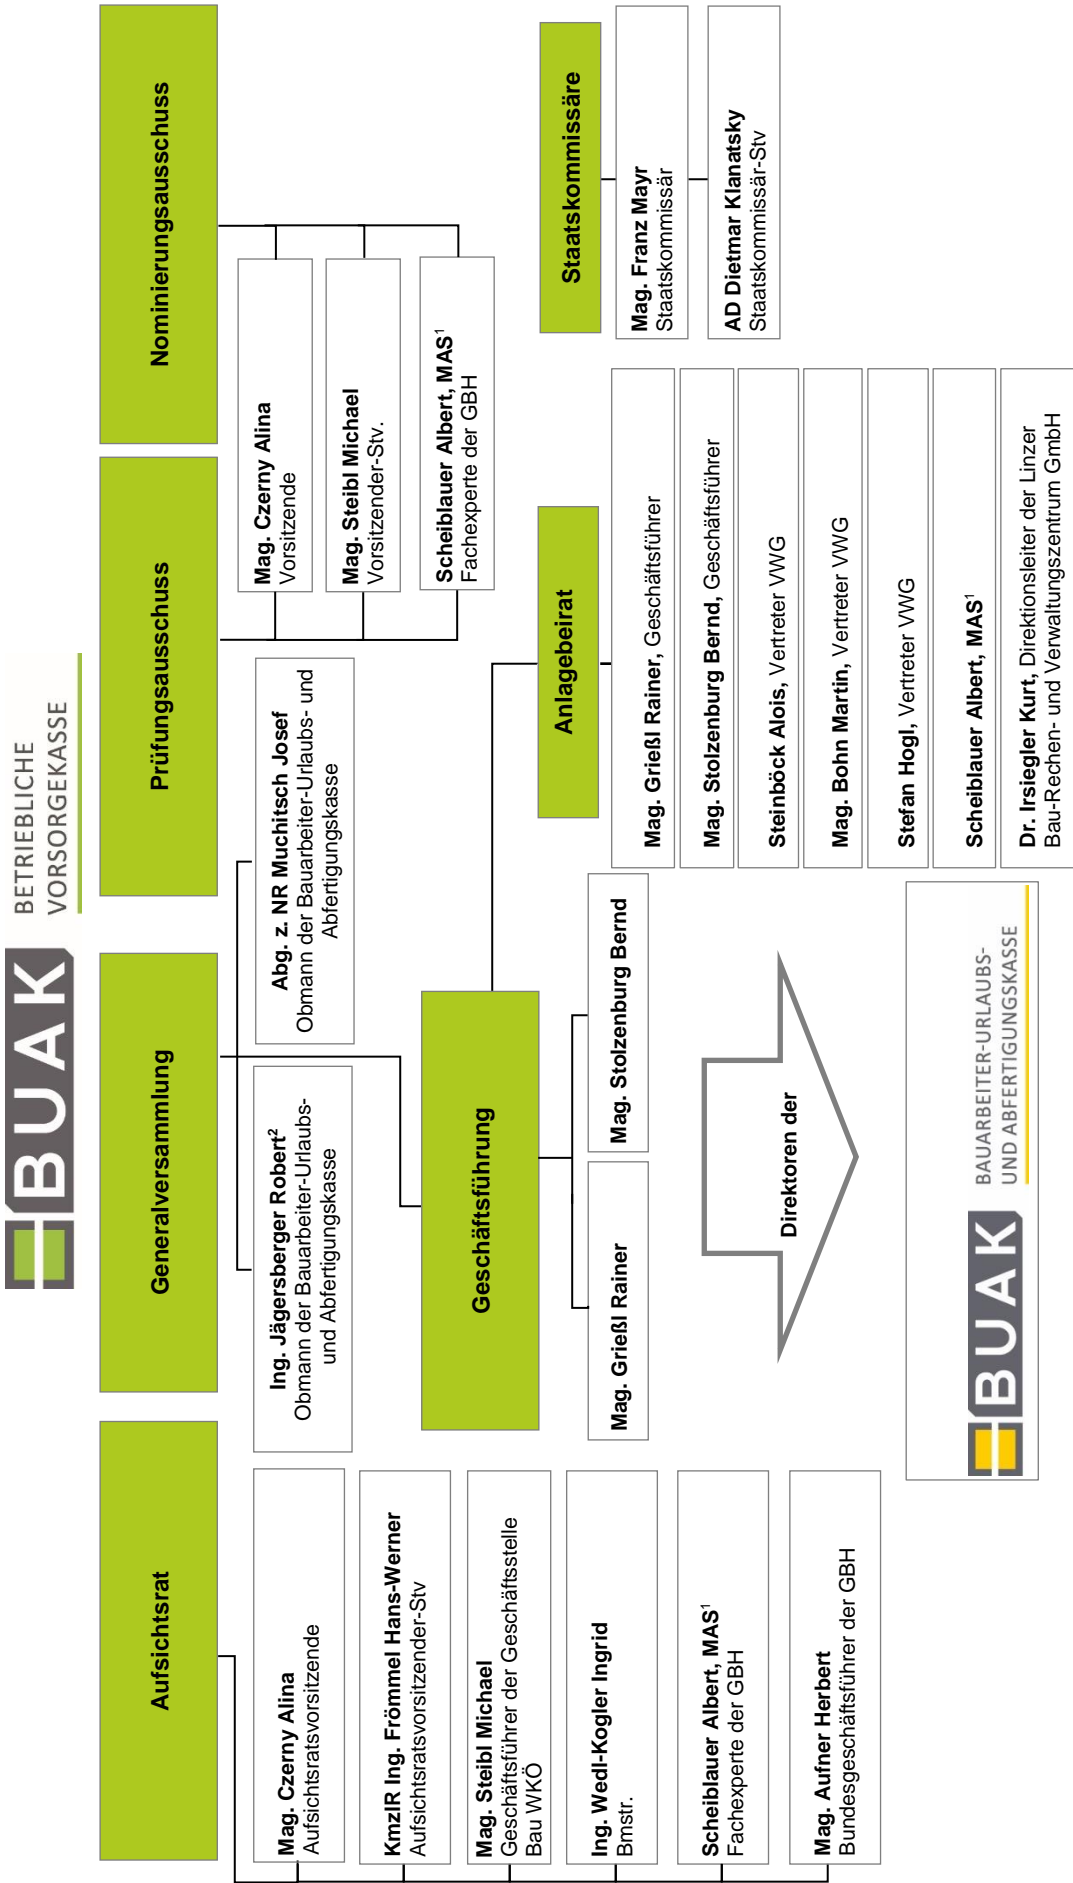 BUAK
BETRIEBLICHE
VORSORGEKASSE
Aufsichtsrat
Mag. Czerny Alina
Aufsichtsratsvorsitzende
KmzlR Ing. Frömmel Hans-Werner
Aufsichtsratvorsitzender-Stv
Mag. Steibl Michael
Geschäftsführer der Geschäftsstelle
Bau WKÖ
Ing. Wedl-Kogler Ingrid
Bmstr.
Scheiblauer Albert, MAS¹
Fachexperte der GBH
Mag. Aufner Herbert
Bundesgeschäftsführer der GBH
Generalversammlung
Ing. Jägersberger Robert²
Obmann der Bauarbeiter-Urlaubs-
und Abfertigungskasse
Abg. z. NR Muchitsch Josef
Obmann der Bauarbeiter-Urlaubs- und
Abfertigungskasse
Geschäftsführung
Mag. Grießl Rainer
Mag. Stolzenburg Bernd
Direktoren der
BUAK
BAUARBEITER-URLAUBS-
UND ABFERTIGUNGSKASSE
Prüfungsausschuss
Nominierungsausschuss
Mag. Czerny Alina
Vorsitzende
Mag. Steibl Michael
Vorsitzender-Stv.
Scheiblauer Albert, MAS¹
Fachexperte der GBH
Anlagebeirat
Mag. Grießl Rainer, Geschäftsführer
Mag. Stolzenburg Bernd, Geschäftsführer
Steinböck Alois, Vertreter VWG
Mag. Bohn Martin, Vertreter VWG
Stefan Hogl, Vertreter VWG
Scheiblauer Albert, MAS¹
Dr. Irsiegler Kurt, Direktionsleiter der Linzer
Bau-Rechen- und Verwaltungszentrum GmbH
Staatskommissäre
Mag. Franz Mayr
Staatskommissär
AD Dietmar Klanatsky
Staatskommissär-Stv